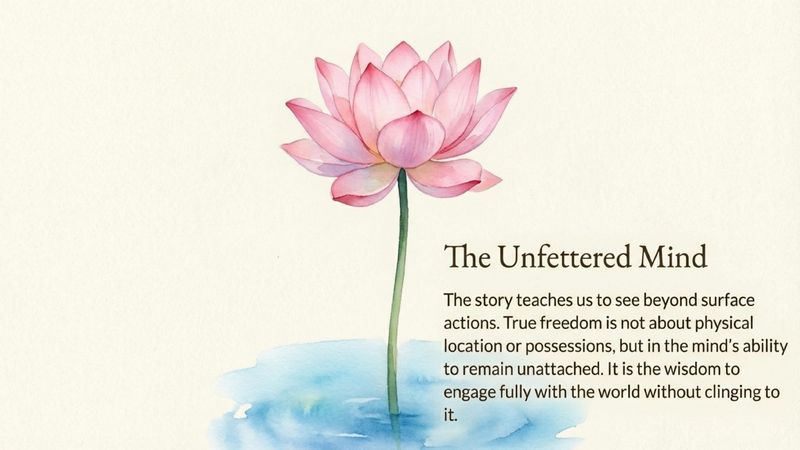 The Unfettered Mind
The story teaches us to see beyond surface
actions. True freedom is not about physical
location or possessions, but in the mind's ability
to remain unattached. It is the wisdom to
engage fully with the world without clinging to
it.